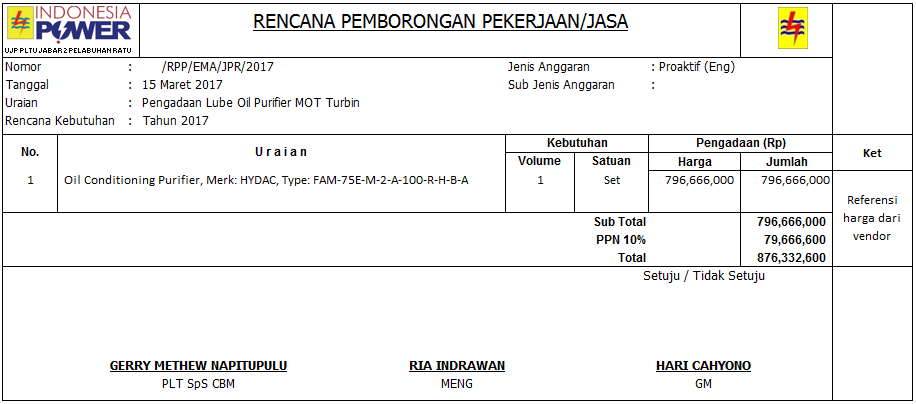 INDONESIA
POWER
UJP PLTU JABAR 2 PELABUHAN RATU
RENCANA PEMBORONGAN PEKERJAAN/JASA
Nomor : /RPP/EMA/JPR/2017 Jenis Anggaran : Proaktif (Eng)
Tanggal : 15 Maret 2017 Sub Jenis Anggaran :
Uraian : Pengadaan Lube Oil Purifier MOT Turbin
Rencana Kebutuhan : Tahun 2017
No. U r a i a n Kebutuhan Pengadaan (Rp) Ket
Volume Satuan Harga Jumlah
1 Oil Conditioning Purifier, Merk: HYDAC, Type: FAM-75E-M-2-A-100-R-H-B-A 1 Set 796,666,000 796,666,000
Referensi
harga dari
vendor
Sub Total 796,666,000
PPN 10% 79,666,600
Total 876,332,600
Setuju / Tidak Setuju
GERRY METHEW NAPITUPULU RIA INDRAWAN HARI CAHYONO
PLT SpS CBM MENG GM